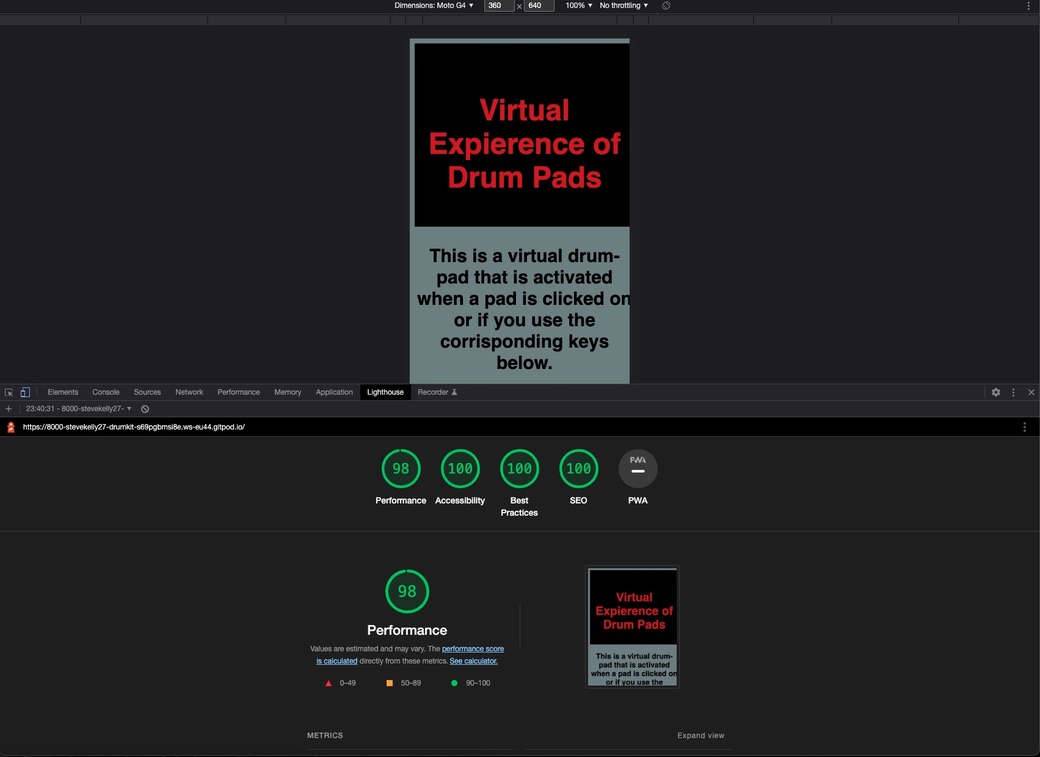 Dimensions: Moto G4 ▼ 360 × 640 100% ▼ No throttling ▼
Virtual
Expierence of
Drum Pads
This is a virtual drum-
pad that is activated
when a pad is clicked on
or if you use the
corrisponding keys
below.
Elements Console Sources Network Performance Memory Application Lighthouse Recorder
23:40:31 - 8000-stevekelly27- ▼
https://8000-stevekelly27-drumkit-s69pgbmsi8e.ws-eu44.gitpod.io/
98 100 100 100 PWA
Performance Accessibility Best SEO PWA
Practices
98
Performance
Values are estimated and may vary. The performance score
is calculated directly from these metrics. See calculator.
0–49 50–89 90–100
Virtual
Expierence of
Drum Pads
This is a virtual drum-
pad that is activated
when a pad is clicked on
or if you use the
METRICS Expand view